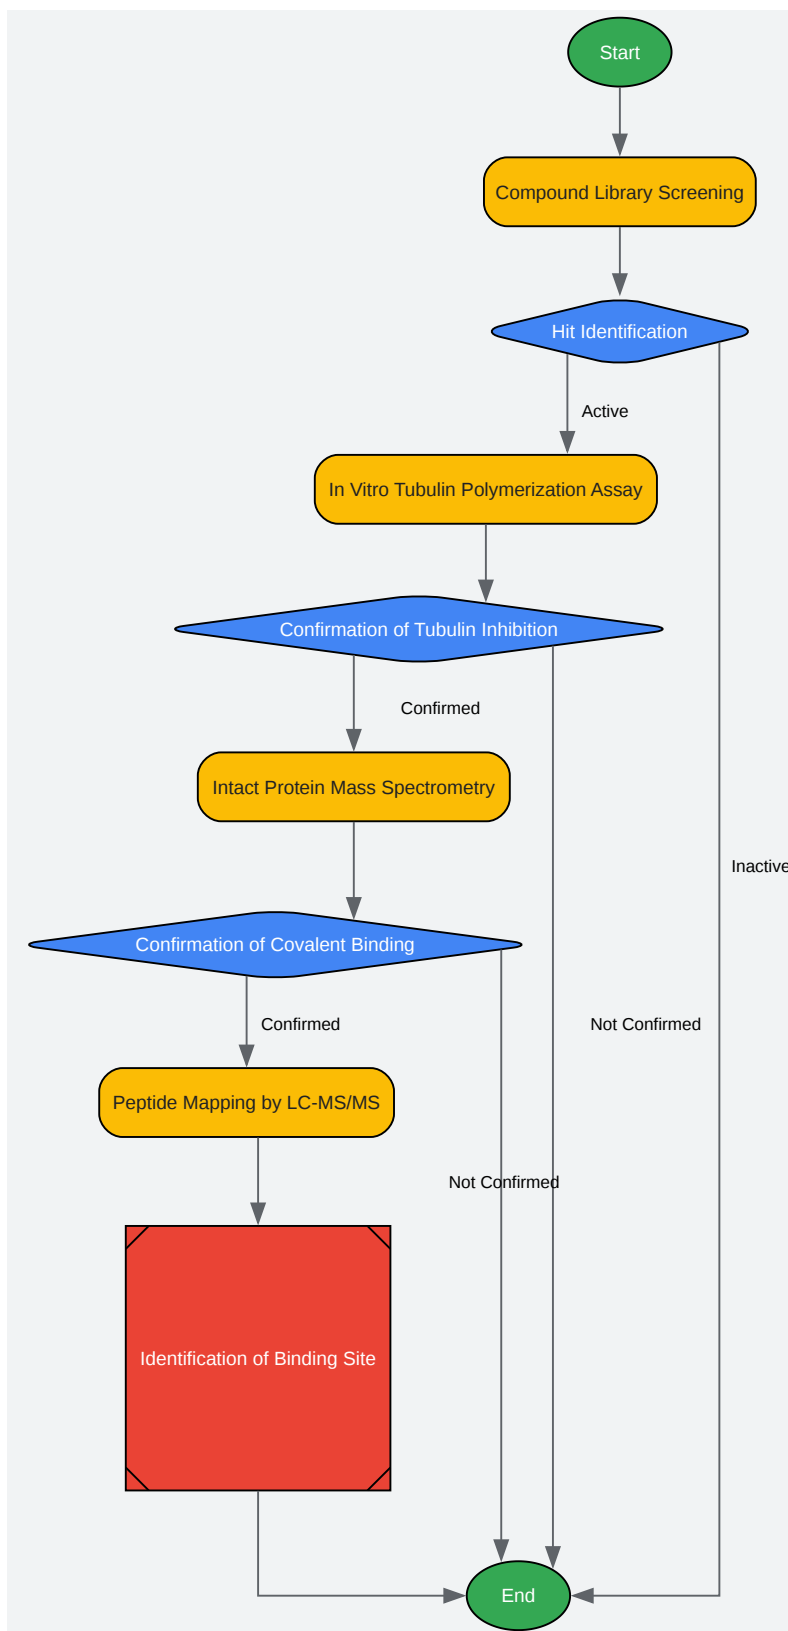 Start
Compound Library Screening
Hit Identification
Active
In Vitro Tubulin Polymerization Assay
Confirmation of Tubulin Inhibition
Confirmed
Intact Protein Mass Spectrometry
Inactive
Confirmation of Covalent Binding
Confirmed
Not Confirmed
Peptide Mapping by LC-MS/MS
Not Confirmed
Identification of Binding Site
End